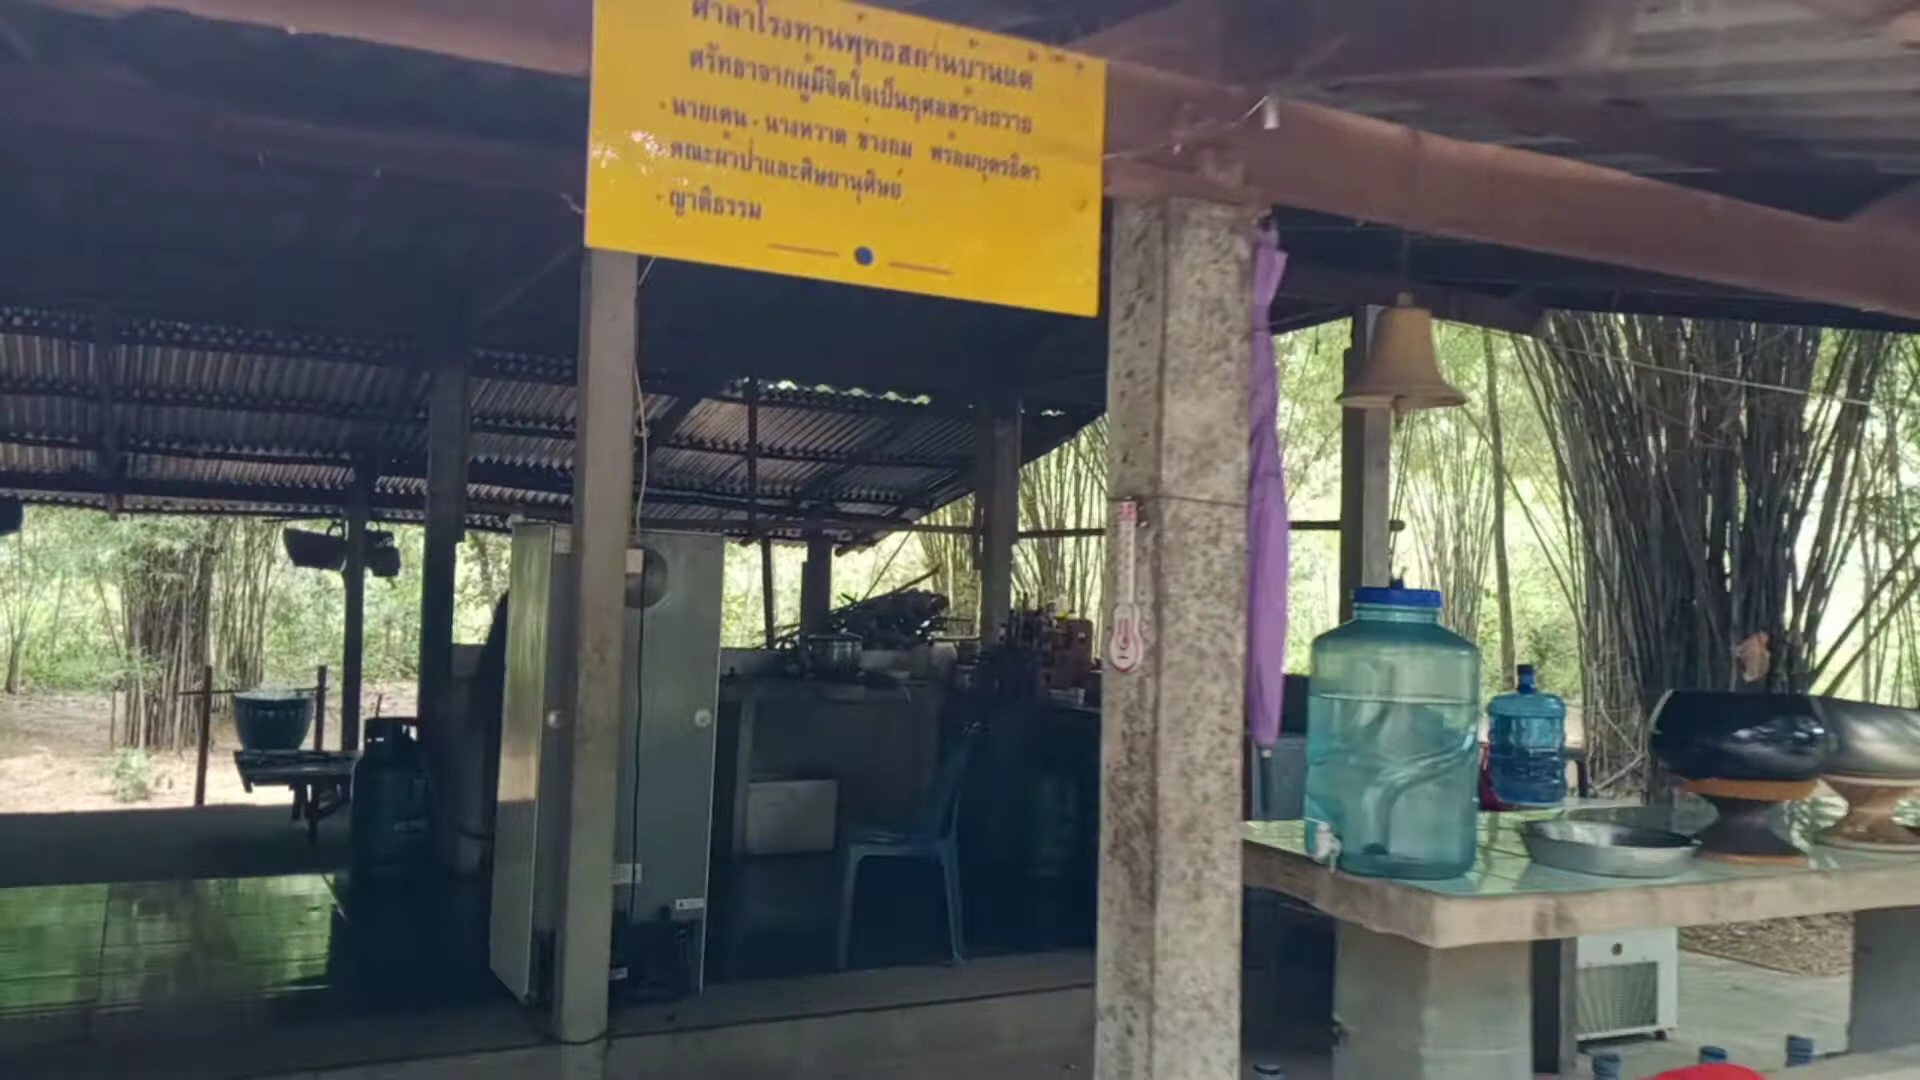 ศาลาโรงทานพุทธสถานบ้านแด
ศรัทธาจากผู้มีจิตใจเป็นกุศลสร้างถวาย
- นายเด่น - นางหราด ช่างถม พร้อมบุตรธิดา
- คณะผ้าป่าและศิษยานุศิษย์
- ญาติธรรม